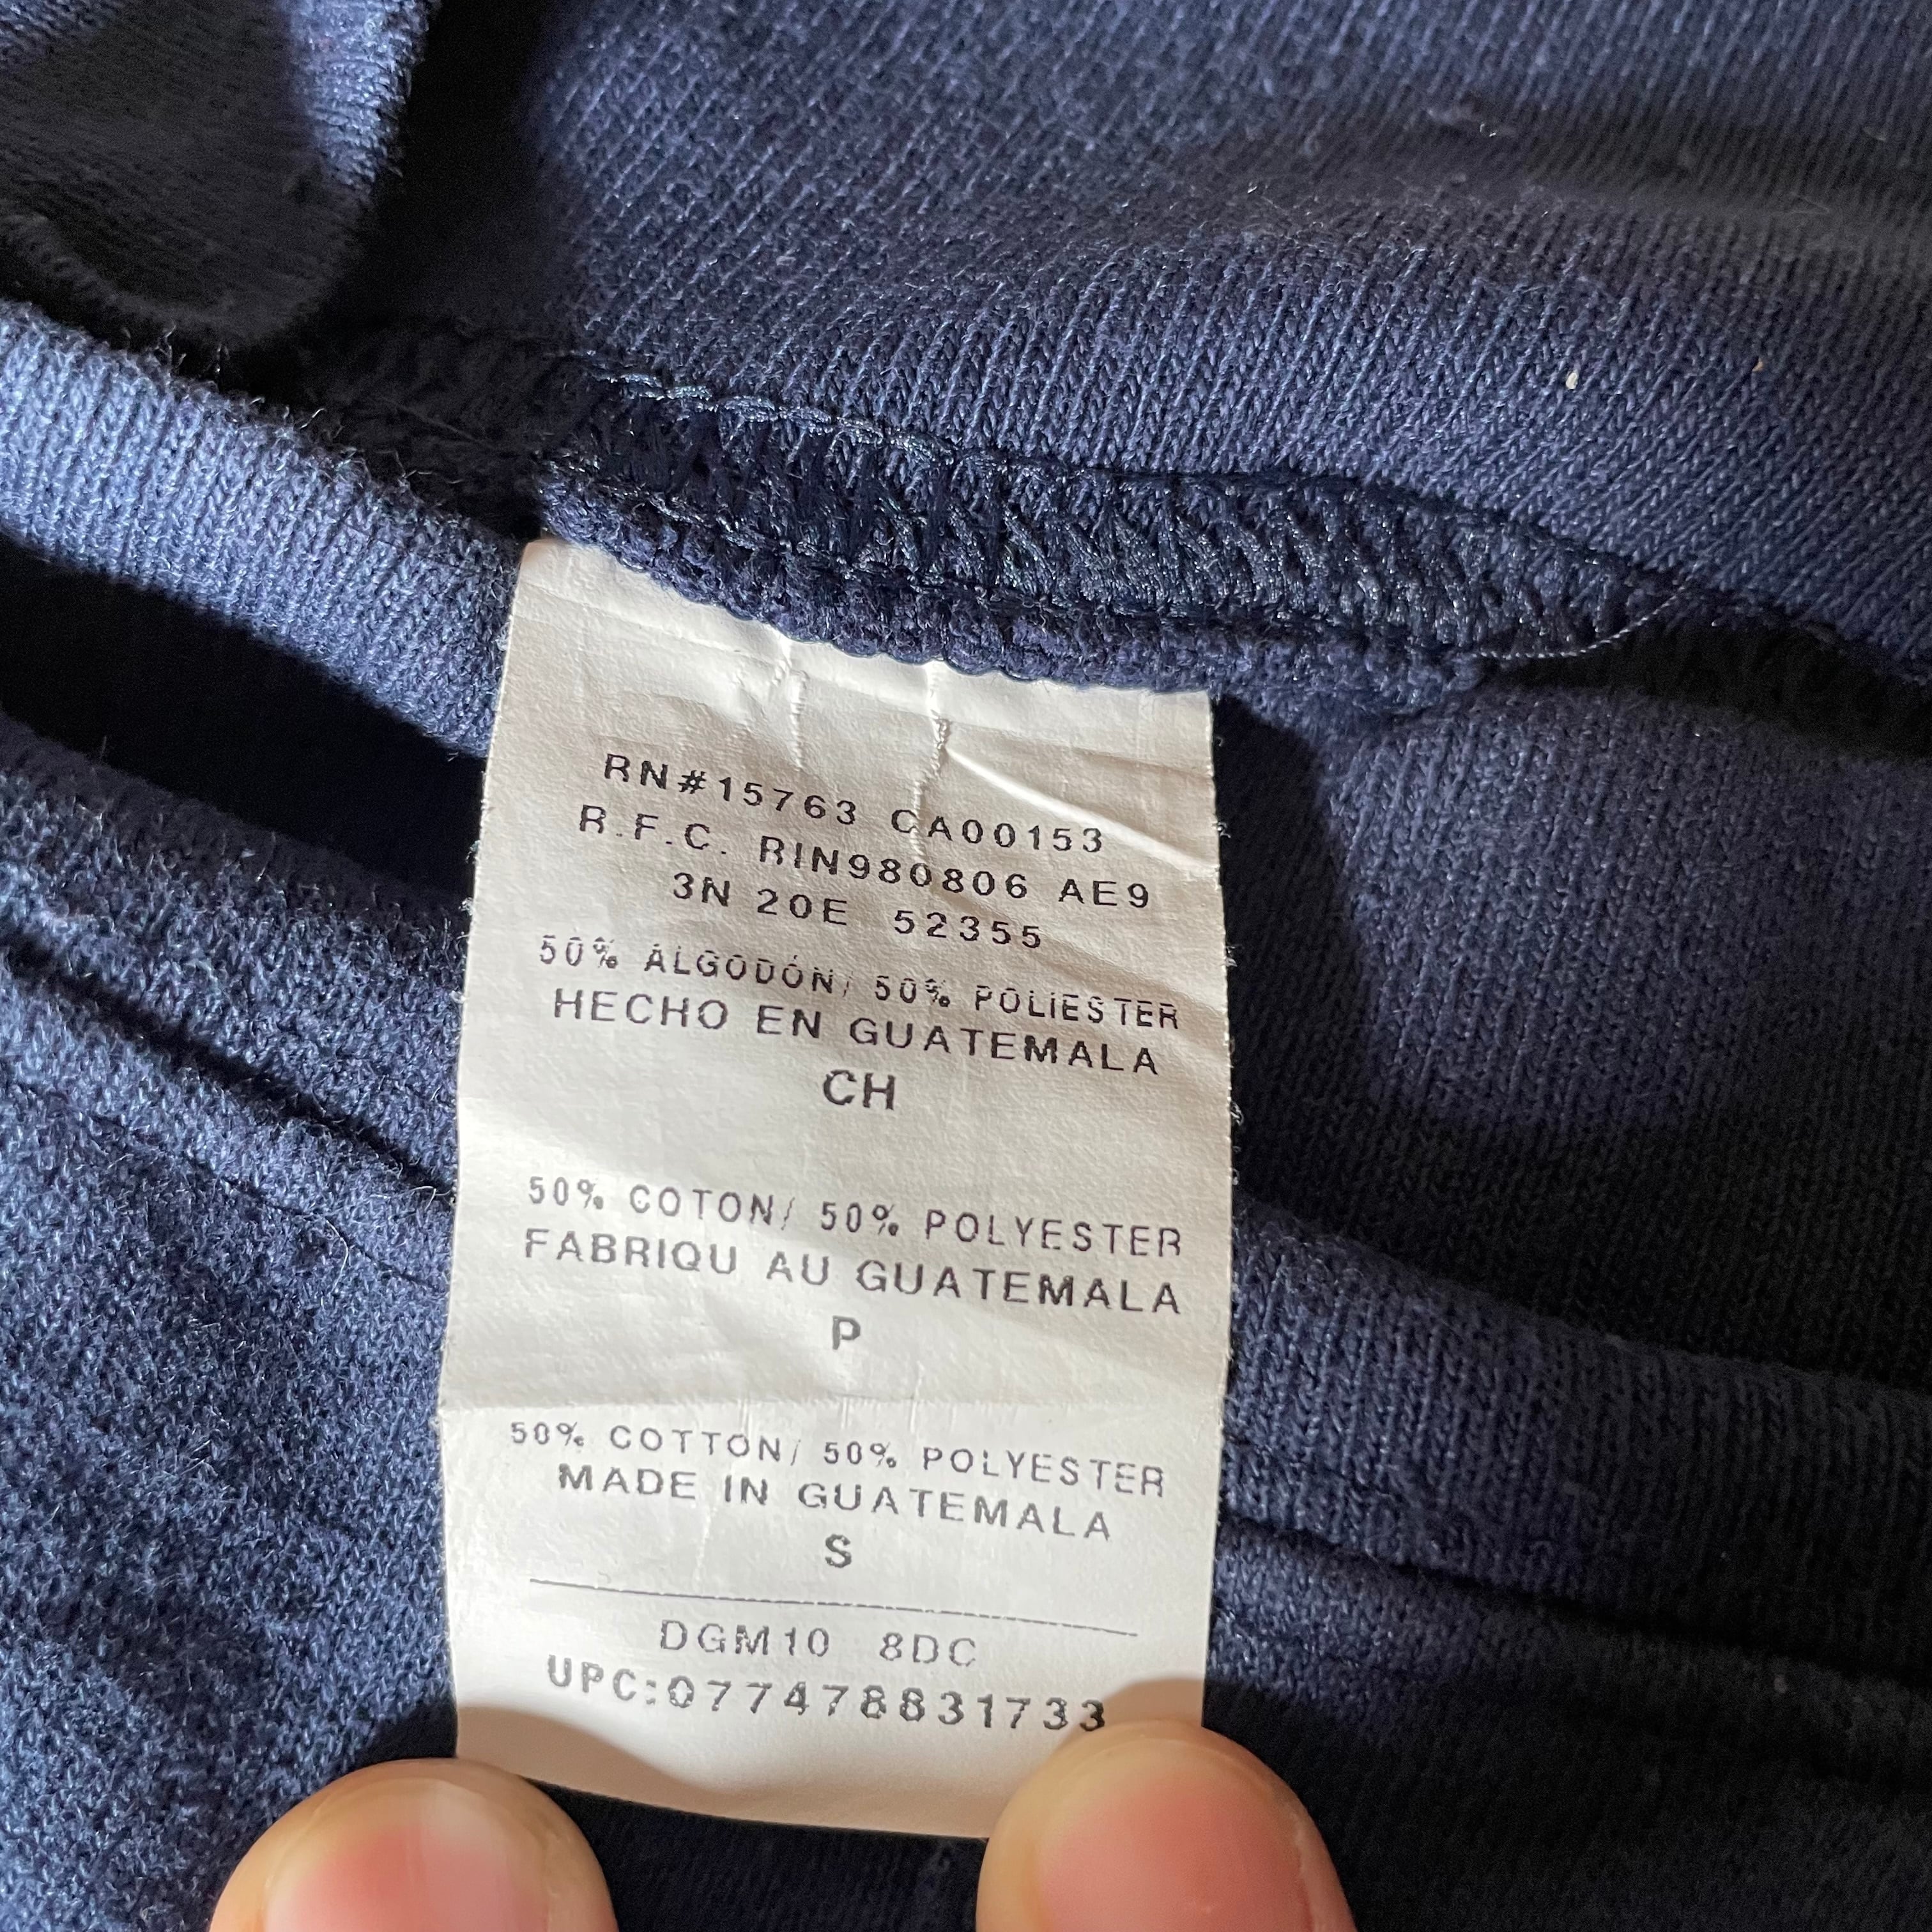 RN#15763 CA00153
R.F.C. RIN980806 AE9
3N 20E 52355
50% ALGODÓN/ 50% POLIESTER
HECHO EN GUATEMALA
CH
50% COTON/ 50% POLYESTER
FABRIQU AU GUATEMALA
P
50% COTTON/ 50% POLYESTER
MADE IN GUATEMALA
S
DGM10 8DC
UPC:077478831733